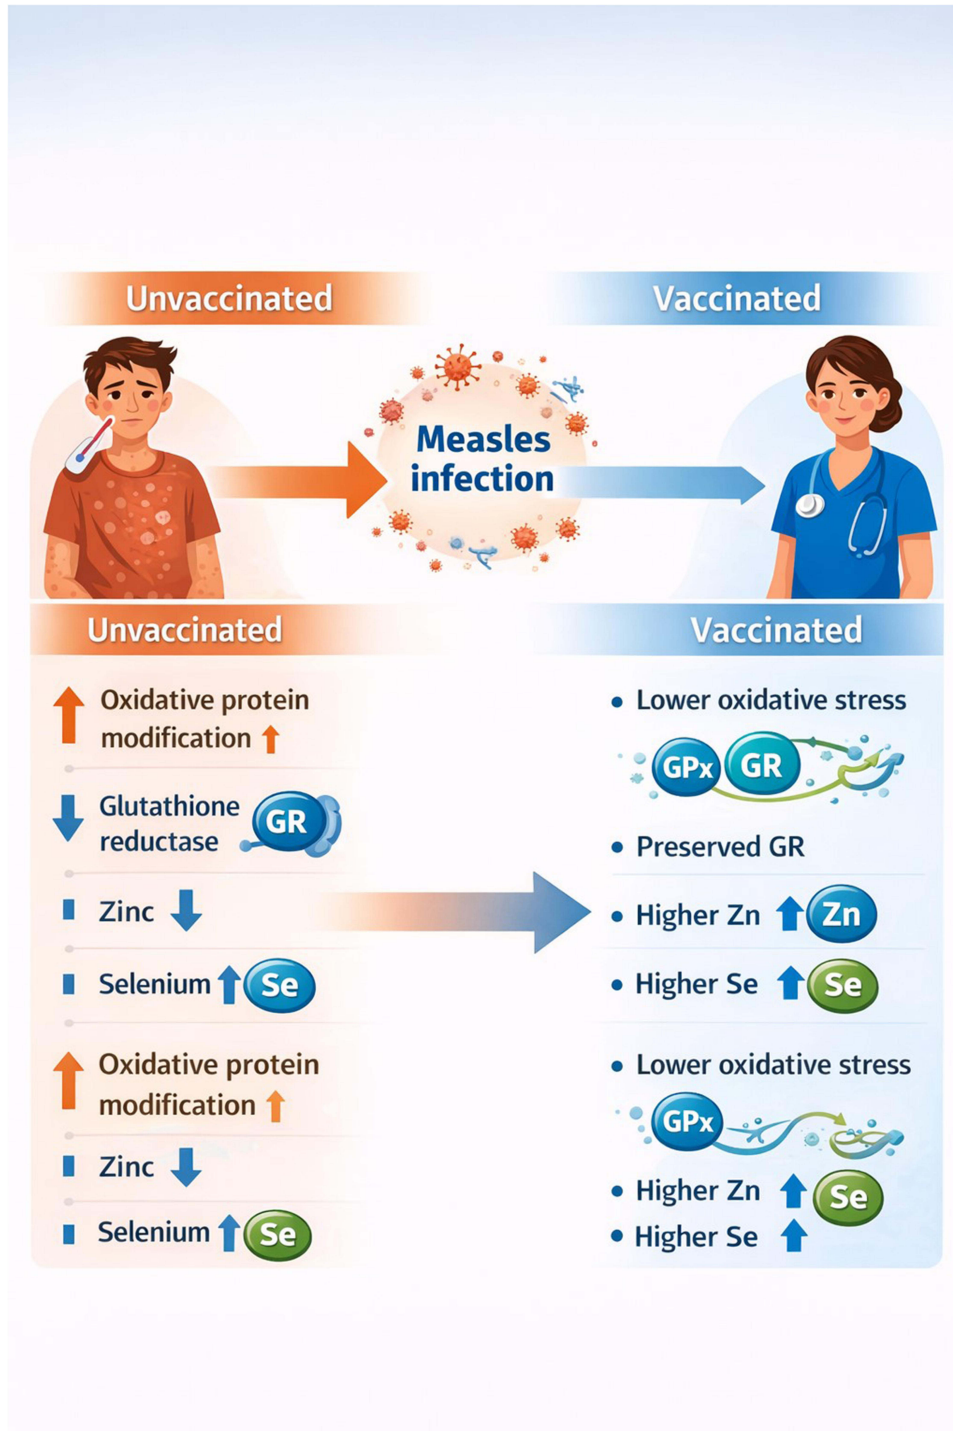 Unvaccinated
Vaccinated
Measles
infection
Unvaccinated
Oxidative protein
modification
Glutathione
reductase
GR
Zinc
Selenium
Se
Oxidative protein
modification
Zinc
Selenium
Se
Vaccinated
• Lower oxidative stress
GPx
GR
• Preserved GR
• Higher Zn
Zn
• Higher Se
Se
• Lower oxidative stress
GPx
• Higher Zn
Se
• Higher Se